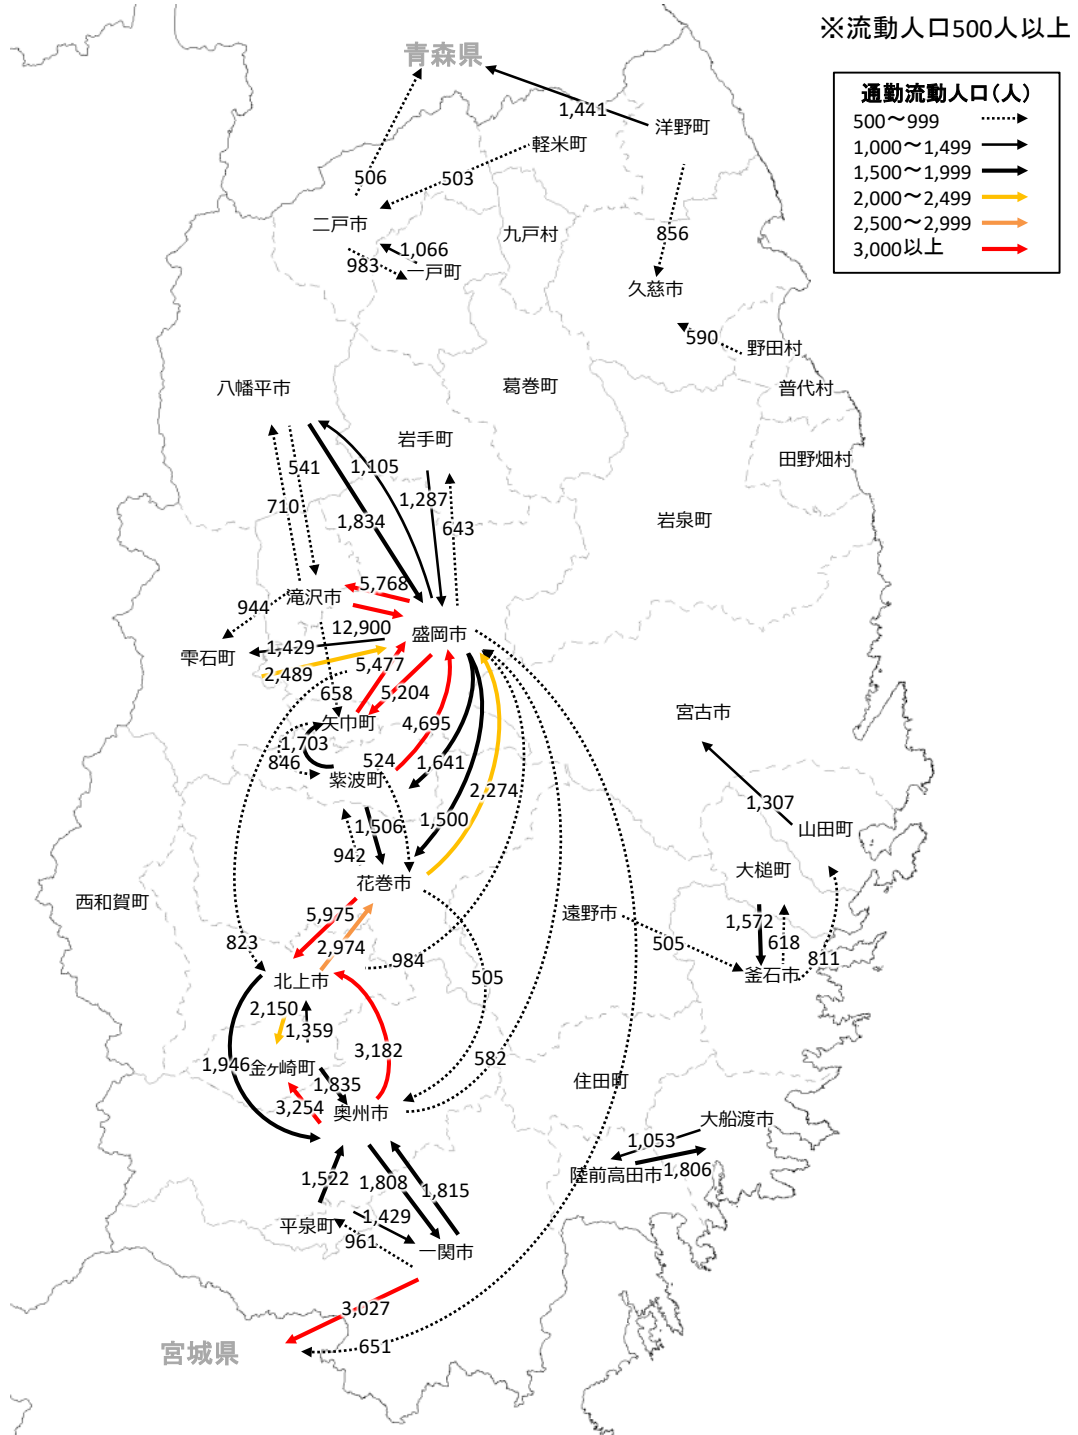 ※流動人口500人以上
青森県
通勤流動人口(人)
500～999
1,000～1,499
1,500～1,999
2,000～2,499
2,500～2,999
3,000以上
1,441
洋野町
軽米町
506
503
二戸市
九戸村
856
1,066
983
一戸町
久慈市
590
野田村
八幡平市
葛巻町
普代村
岩手町
田野畑村
541
1,105
1,287
710
1,834
643
岩泉町
5,768
滝沢市
944
12,900
盛岡市
1,429
雫石町
5,477
2,489
658
5,204
宮古市
矢巾町
4,695
1,703
524
1,641
846
紫波町
2,274
1,307
1,500
1,506
山田町
942
大槌町
花巻市
西和賀町
5,975
遠野市
1,572
823
2,974
984
505
618
811
北上市
505
釜石市
2,150
1,359
3,182
582
1,946
金ヶ崎町
1,835
住田町
3,254
奥州市
大船渡市
1,053
1,522
1,808
1,815
陸前高田市
1,806
平泉町
1,429
961
一関市
3,027
宮城県
651